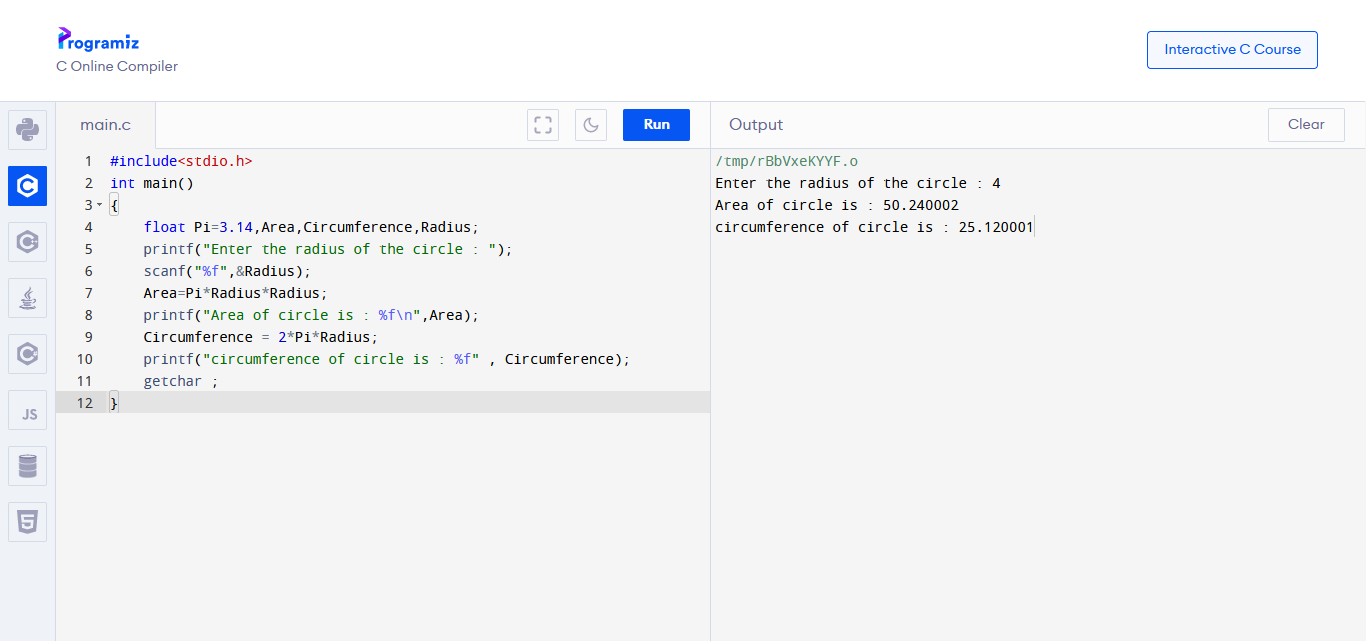 Programiz
C Online Compiler
Interactive C Course
main.c
Run
Output
Clear
JS
1 #include<stdio.h>
2 int main()
3 {
4 float Pi=3.14,Area,Circumference,Radius;
5 printf("Enter the radius of the circle : ");
6 scanf("%f",&Radius);
7 Area=Pi*Radius*Radius;
8 printf("Area of circle is : %f\n",Area);
9 Circumference = 2*Pi*Radius;
10 printf("circumference of circle is : %f" , Circumference);
11 getchar ;
12 }
/tmp/rBbVxeKYYF.o
Enter the radius of the circle : 4
Area of circle is : 50.240002
circumference of circle is : 25.120001